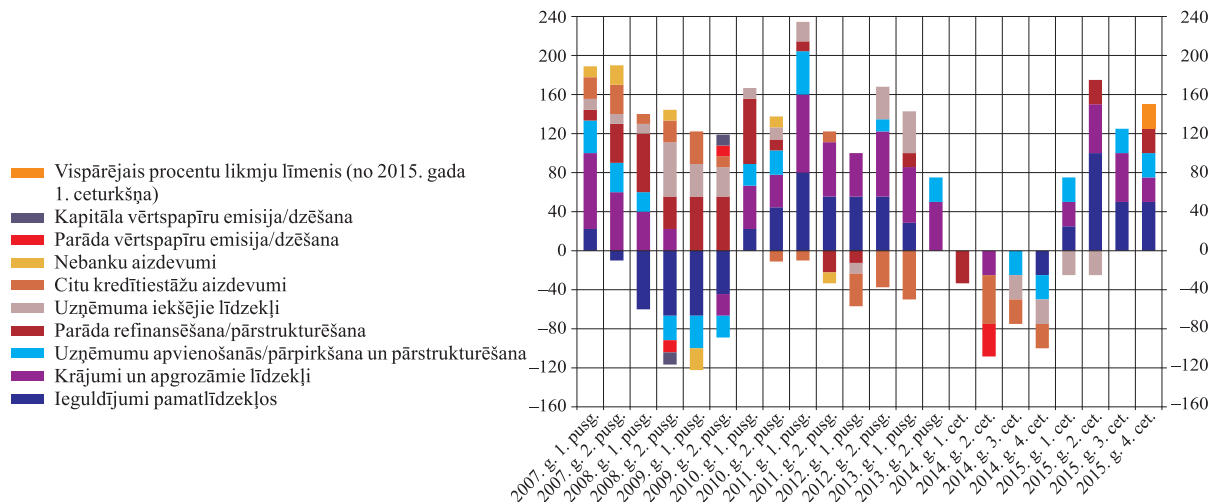 Vispārējais procentu likmju līmenis (no 2015. gada
1. ceturkšņa)
Kapitāla vērtspapīru emisija/dzēšana
Parāda vērtspapīru emisija/dzēšana
Nebanku aizdevumi
Citu kredītiestāžu aizdevumi
Uzņēmuma iekšējie līdzekļi
Parāda refinansēšana/pārstrukturēšana
Uzņēmumu apvienošanās/pārpirkšana un pārstrukturēšana
Krājumi un apgrozāmie līdzekļi
Ieguldījumi pamatlīdzekļos
240 240
200 200
160 160
120 120
80 80
40 40
0 0
–40 –40
–80 –80
–120 –120
–160 –160
2007. g. 1. pusg.
2007. g. 2. pusg.
2008. g. 1. pusg.
2008. g. 2. pusg.
2009. g. 1. pusg.
2009. g. 2. pusg.
2010. g. 1. pusg.
2010. g. 2. pusg.
2011. g. 1. pusg.
2011. g. 2. pusg.
2012. g. 1. pusg.
2012. g. 2. pusg.
2013. g. 1. pusg.
2013. g. 2. pusg.
2014. g. 1. cet.
2014. g. 2. cet.
2014. g. 3. cet.
2014. g. 4. cet.
2015. g. 1. cet.
2015. g. 2. cet.
2015. g. 3. cet.
2015. g. 4. cet.